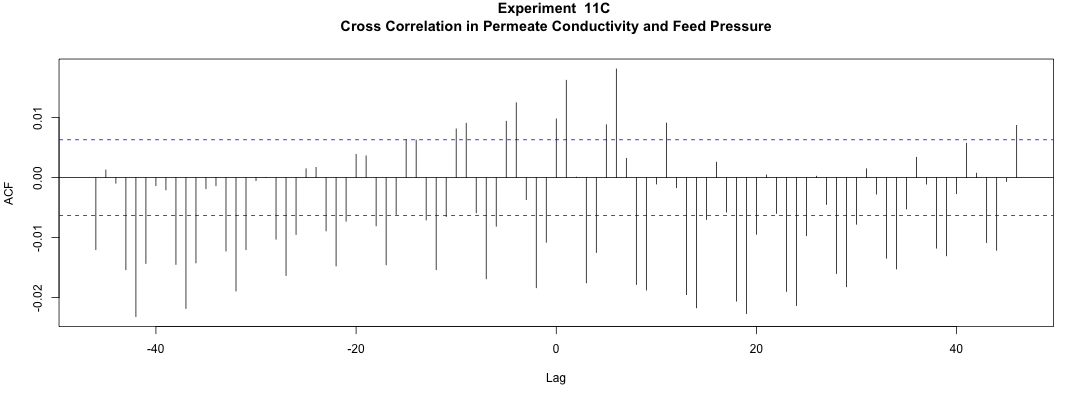 Experiment  11C
Cross Correlation in Permeate Conductivity and Feed Pressure
ACF
0.01
0.00
-0.01
-0.02
-40
-20
0
20
40
Lag